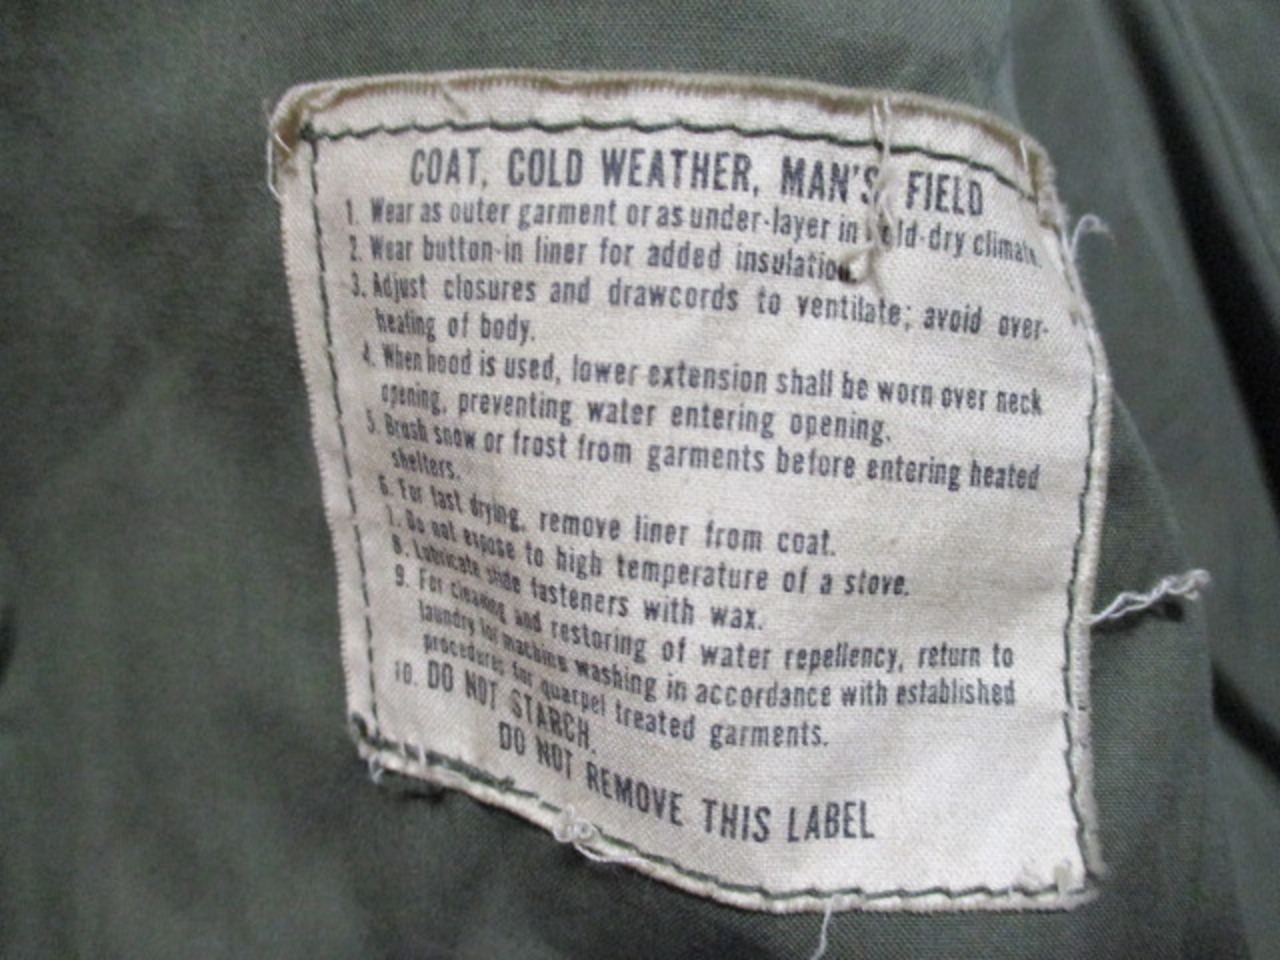 COAT, COLD WEATHER, MAN'S, FIELD
1. Wear as outer garment or as under-layer in cold-dry climate.
2. Wear button-in liner for added insulation.
3. Adjust closures and drawcords to ventilate; avoid over-
heating of body.
4. When hood is used, lower extension shall be worn over neck
opening, preventing water entering opening.
5. Brush snow or frost from garments before entering heated
shelters.
6. For fast drying, remove liner from coat.
7. Do not expose to high temperature of a stove.
8. Lubricate slide fasteners with wax.
9. For cleaning and restoring of water repellency, return to
laundry for machine washing in accordance with established
procedures for quarpel treated garments.
10. DO NOT STARCH.
DO NOT REMOVE THIS LABEL